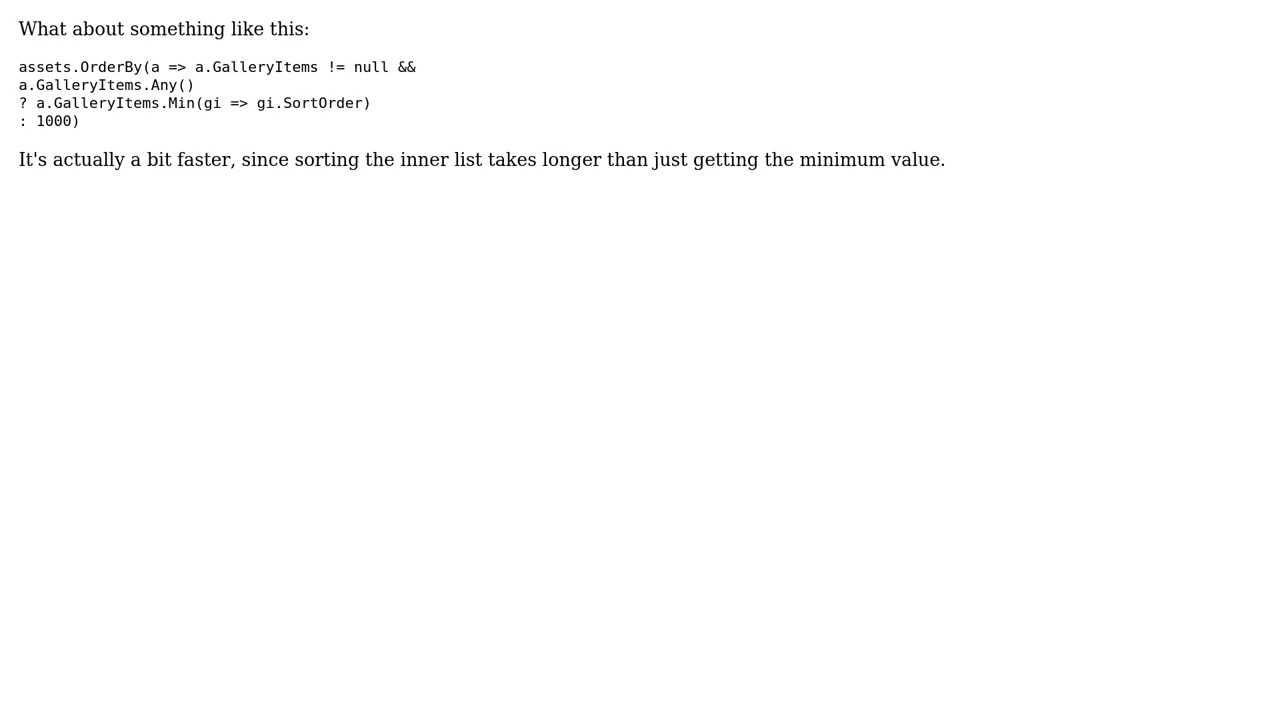 What about something like this:
assets.OrderBy(a => a.GalleryItems != null &&
a.GalleryItems.Any()
? a.GalleryItems.Min(gi => gi.SortOrder)
: 1000)
It's actually a bit faster, since sorting the inner list takes longer than just getting the minimum value.